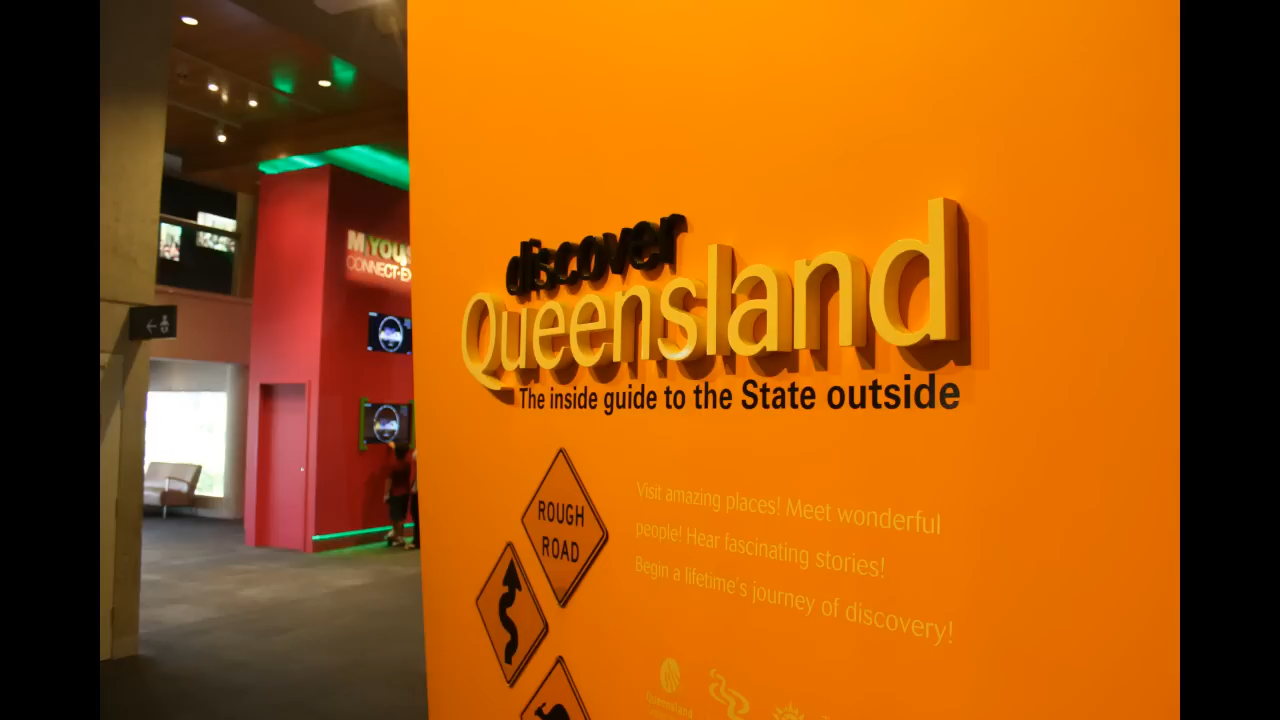 discover
Queensland
The inside guide to the State outside
ROUGH
ROAD
Visit amazing places! Meet wonderful
people! Hear fascinating stories!
Begin a lifetime's journey of discovery!
Queensland